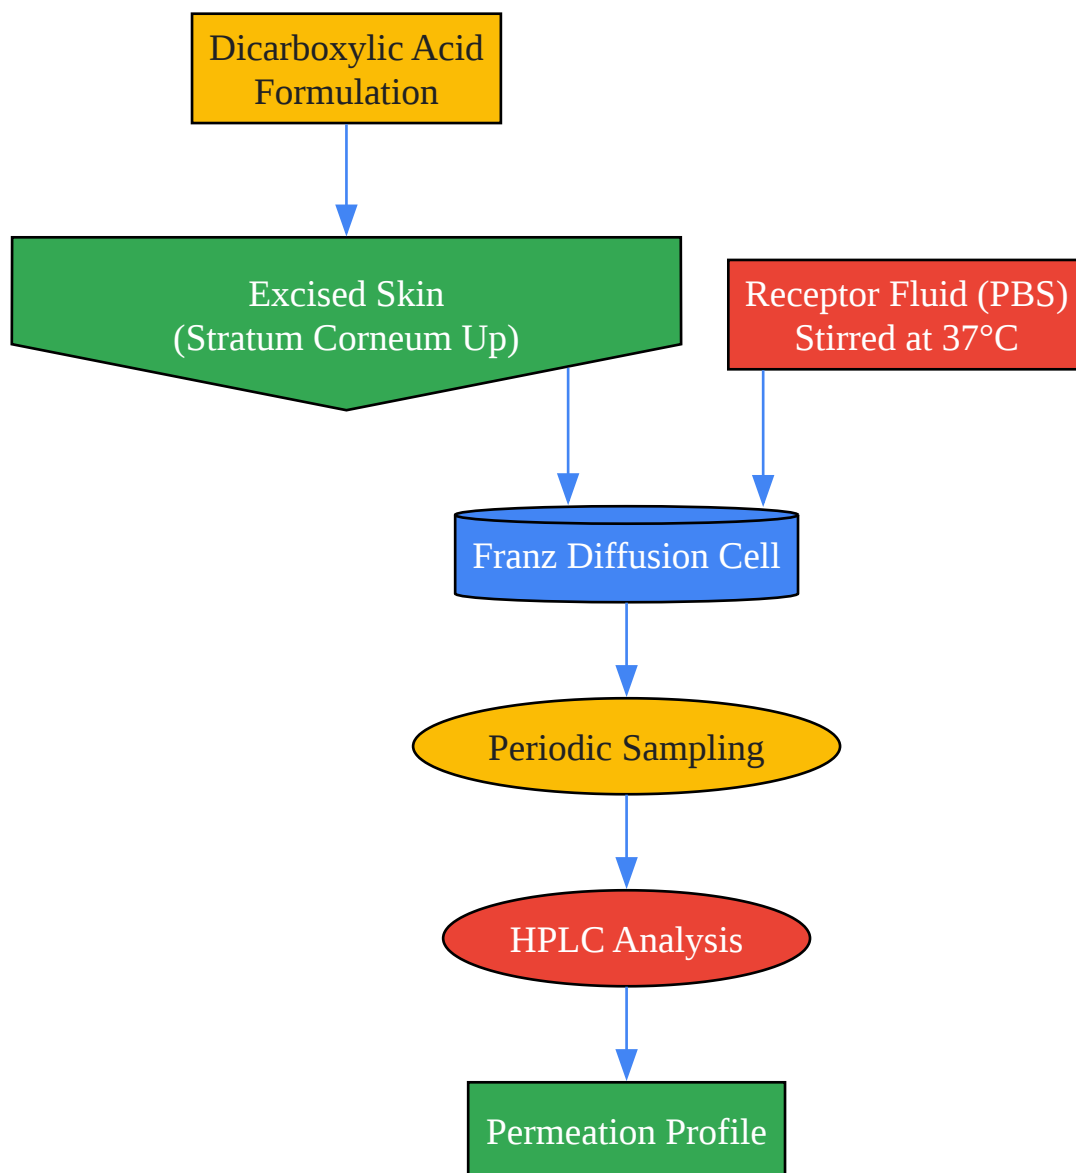 Dicarboxylic Acid
Formulation
Excised Skin
(Stratum Corneum Up)
Receptor Fluid (PBS)
Stirred at 37°C
Franz Diffusion Cell
Periodic Sampling
HPLC Analysis
Permeation Profile